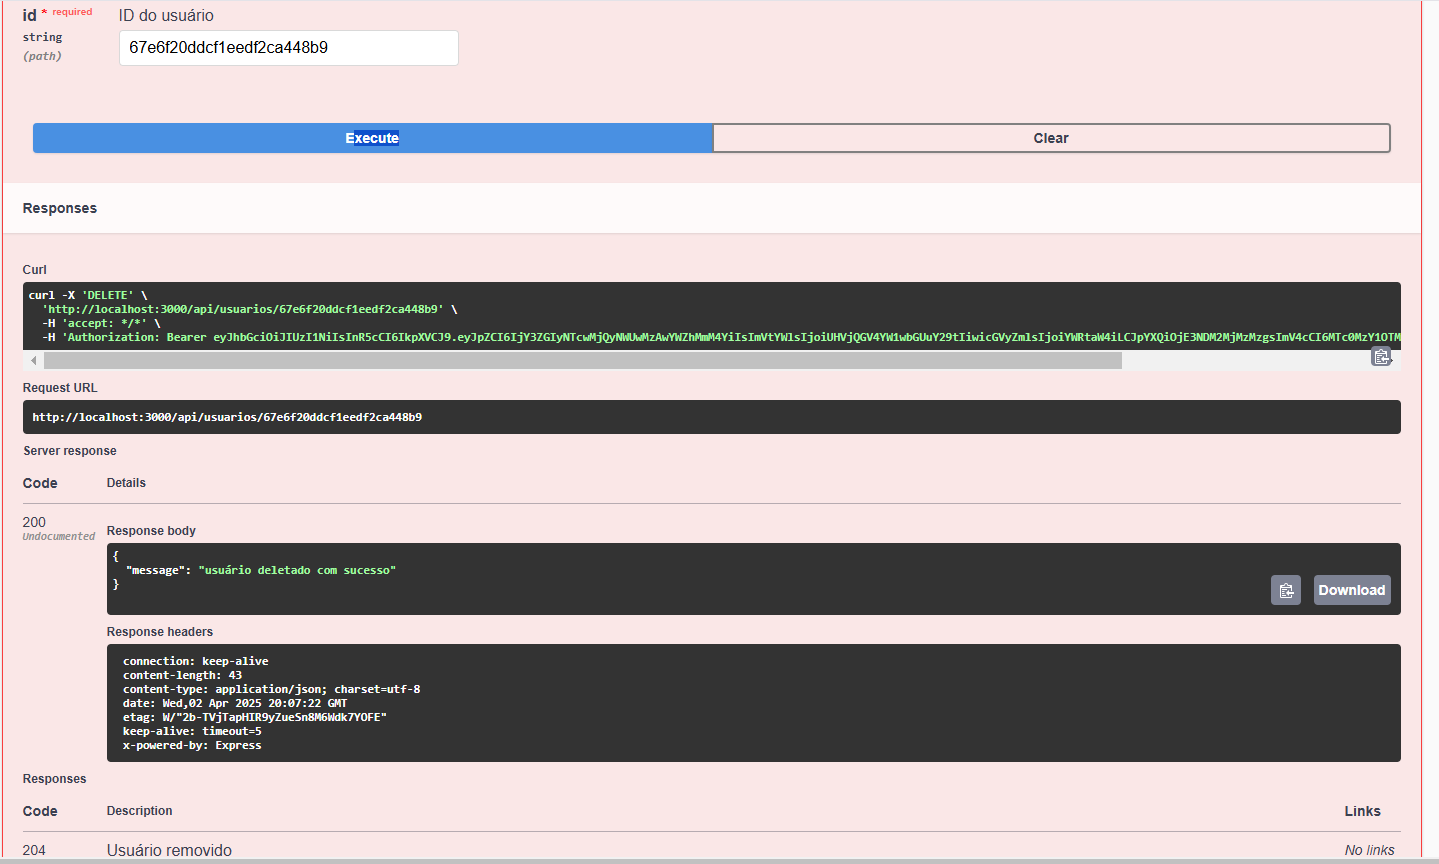 id * required
ID do usuário
string
(path)
67e6f20ddcf1eedf2ca448b9
Execute
Clear
Responses
Curl
curl -X 'DELETE' \
'http://localhost:3000/api/usuarios/67e6f20ddcf1eedf2ca448b9' \
-H 'accept: */*' \
-H 'Authorization: Bearer eyJhbGciOiJIUzI1NiIsInR5cCI6IkpXVCJ9.eyJpZCI6IjY3ZGIyNTcwMjQyNWUwMzAwYWZhMmM4YiIsImVtYWlsIjoiUHVjQGV4YW1wbGUuY29tIiwicGVyZmlsIjoiYWRtaW4iLCJpYXQiOjE3NDM2MjMzMzgsImV4cCI6MTc0MzY1OTM
Request URL
http://localhost:3000/api/usuarios/67e6f20ddcf1eedf2ca448b9
Server response
Code
Details
200
Undocumented
Response body
{
"message": "usuário deletado com sucesso"
}
Download
Response headers
connection: keep-alive
content-length: 43
content-type: application/json; charset=utf-8
date: Wed,02 Apr 2025 20:07:22 GMT
etag: W/"2b-TVjTapHIR9yZueSn8M6Wdk7YOFE"
keep-alive: timeout=5
x-powered-by: Express
Responses
Code
Description
Links
204
Usuário removido
No links